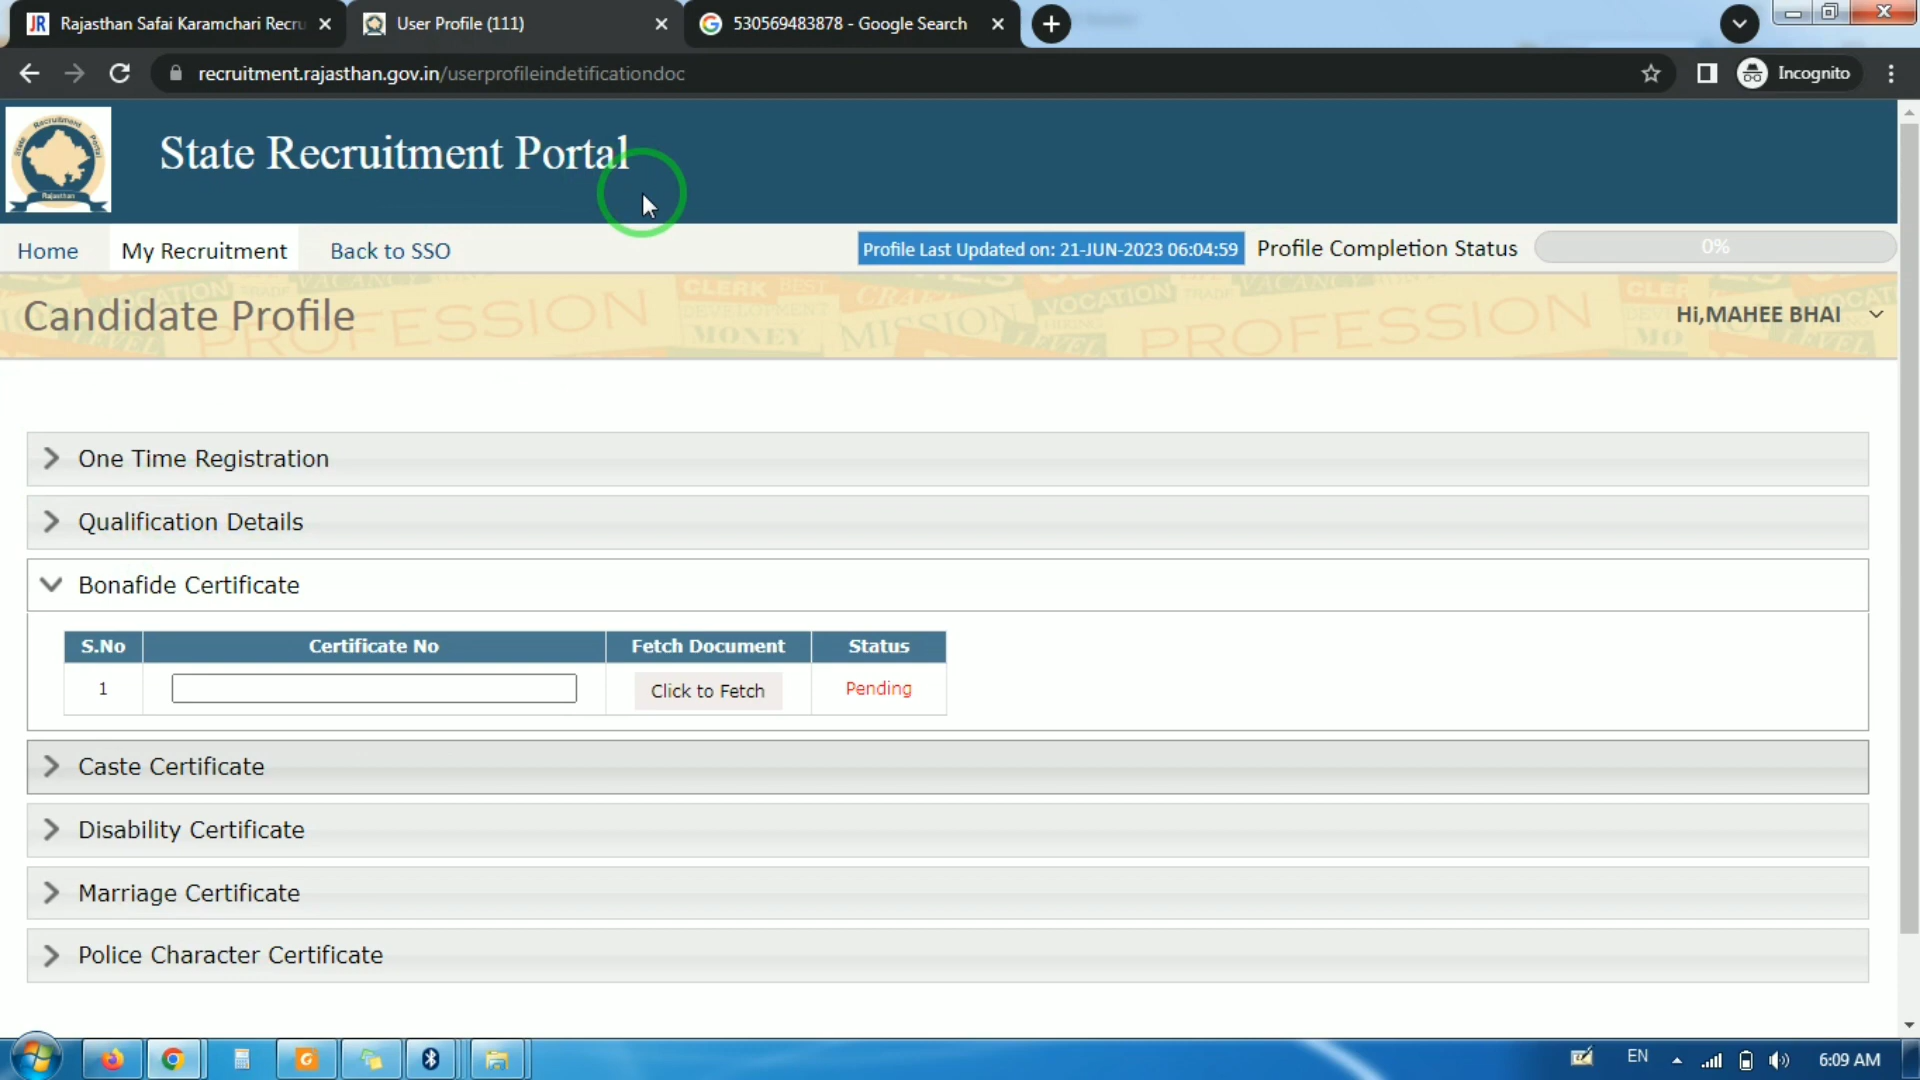 Rajasthan Safai Karamchari Recru
User Profile (111)
530569483878 - Google Search
recruitment.rajasthan.gov.in/userprofileindetificationdoc
Incognito
State Recruitment Portal
Rajasthan
Home
My Recruitment
Back to SSO
Profile Last Updated on: 21-JUN-2023 06:04:59
Profile Completion Status
0%
Candidate Profile
Hi,MAHEE BHAI
One Time Registration
Qualification Details
Bonafide Certificate
S.No Certificate No Fetch Document Status
1 Click to Fetch Pending
Caste Certificate
Disability Certificate
Marriage Certificate
Police Character Certificate
EN
6:09 AM